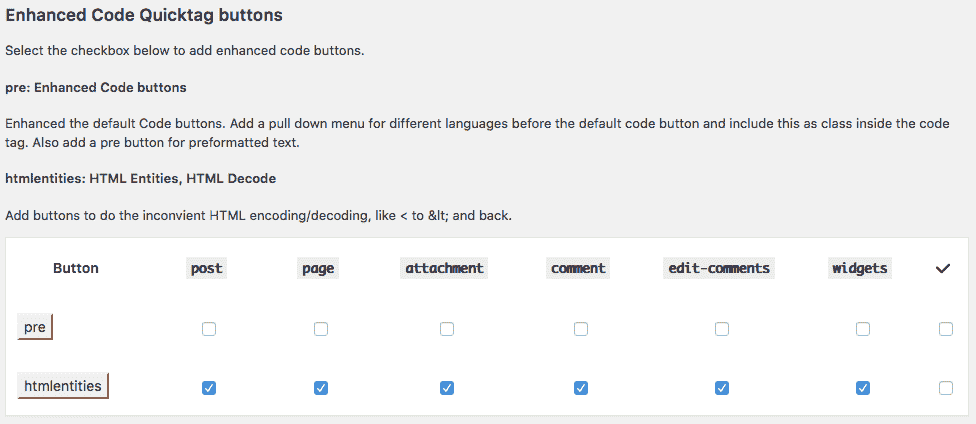 Enhanced Code Quicktag buttons
Select the checkbox below to add enhanced code buttons.
pre: Enhanced Code buttons
Enhanced the default Code buttons. Add a pull down menu for different languages before the default code button and include this as class inside the code
tag. Also add a pre button for preformatted text.
htmlentities: HTML Entities, HTML Decode
Add buttons to do the inconvient HTML encoding/decoding, like < to &lt; and back.
Button post page attachment comment edit-comments widgets
pre
htmlentities